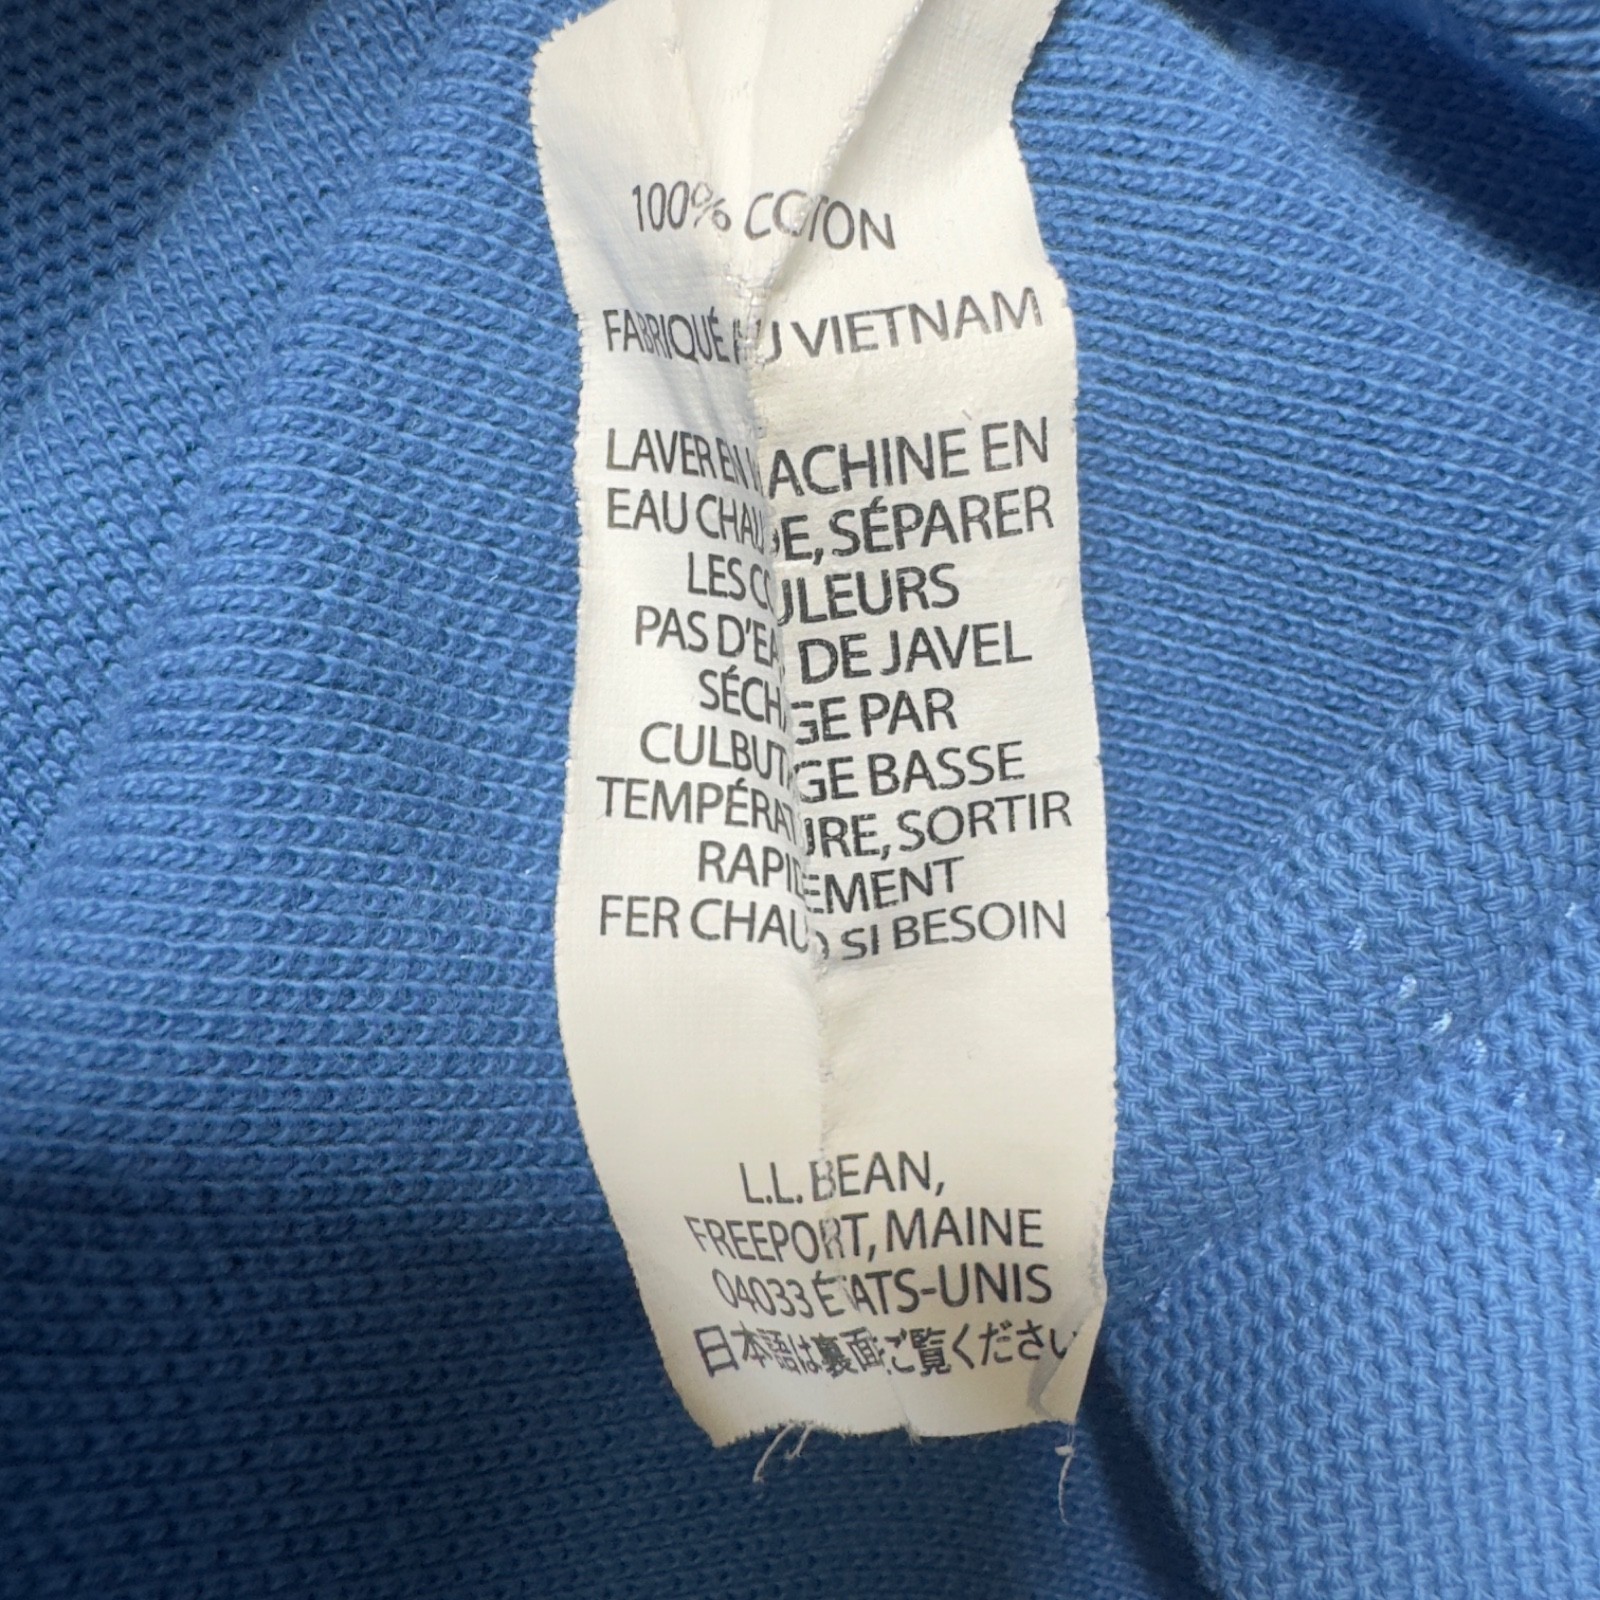 100% COTON
FABRIQUÉ AU VIETNAM
LAVER EN MACHINE EN
EAU CHAUDE, SÉPARER
LES COULEURS
PAS D'EAU DE JAVEL
SÉCHAGE PAR
CULBUTAGE BASSE
TEMPÉRATURE, SORTIR
RAPIDEMENT
FER CHAUD SI BESOIN
L.L. BEAN,
FREEPORT, MAINE
04033 ÉTATS-UNIS
日本語は裏面ご覧ください